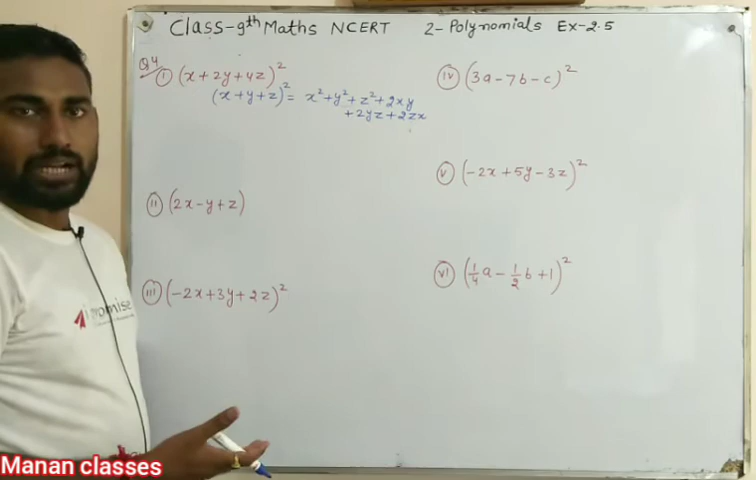 Class-9th Maths NCERT 2-Polynomials Ex-2.5
Q4 (i) (x+2y+4z)²
(x+y+z)² = x²+y²+z²+2xy
+2yz+2zx
(ii) (2x-y+z)
(iii) (-2x+3y+2z)²
(iv) (3a-7b-c)²
(v) (-2x+5y-3z)²
(vi) (1/4 a - 1/2 b + 1)²
Manan classes